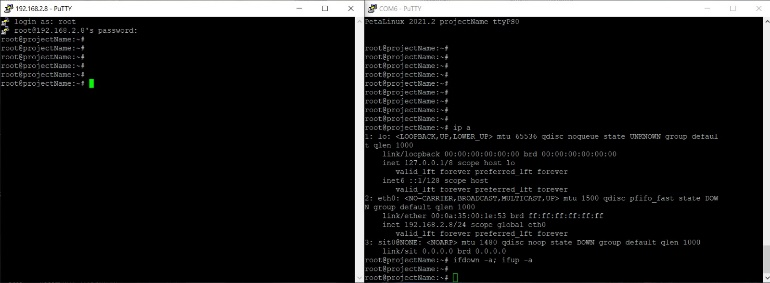 192.168.2.8 - PuTTY
login as: root
root@192.168.2.8's password:
root@projectName:~#
root@projectName:~#
root@projectName:~#
root@projectName:~#
root@projectName:~#
root@projectName:~#
COM6 - PuTTY
PetaLinux 2021.2 projectName ttyPS0
root@projectName:~#
root@projectName:~#
root@projectName:~#
root@projectName:~#
root@projectName:~#
root@projectName:~#
root@projectName:~#
root@projectName:~#
root@projectName:~#
root@projectName:~# ip a
1: lo: <LOOPBACK,UP,LOWER_UP> mtu 65536 qdisc noqueue state UNKNOWN group defaul
t qlen 1000
link/loopback 00:00:00:00:00:00 brd 00:00:00:00:00:00
inet 127.0.0.1/8 scope host lo
valid_lft forever preferred_lft forever
inet6 ::1/128 scope host
valid_lft forever preferred_lft forever
2: eth0: <NO-CARRIER,BROADCAST,MULTICAST,UP> mtu 1500 qdisc pfifo_fast state DOW
N group default qlen 1000
link/ether 00:0a:35:00:1e:53 brd ff:ff:ff:ff:ff:ff
inet 192.168.2.8/24 scope global eth0
valid_lft forever preferred_lft forever
3: sit0@NONE: <NOARP> mtu 1480 qdisc noop state DOWN group default qlen 1000
link/sit 0.0.0.0 brd 0.0.0.0
root@projectName:~# ifdown -a; ifup -a
root@projectName:~#
root@projectName:~#